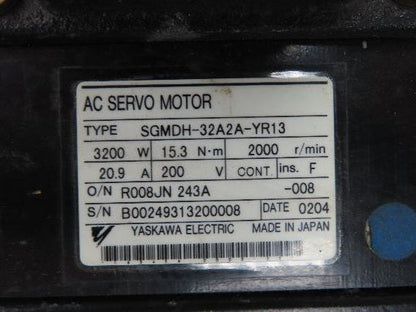 AC SERVO MOTOR
TYPE SGMDH-32A2A-YR13
3200 W 15.3 N·m 2000 r/min
20.9 A 200 V CONT. ins. F
O/N R008JN 243A -008
S/N B00249313200008 DATE 0204
YASKAWA ELECTRIC MADE IN JAPAN